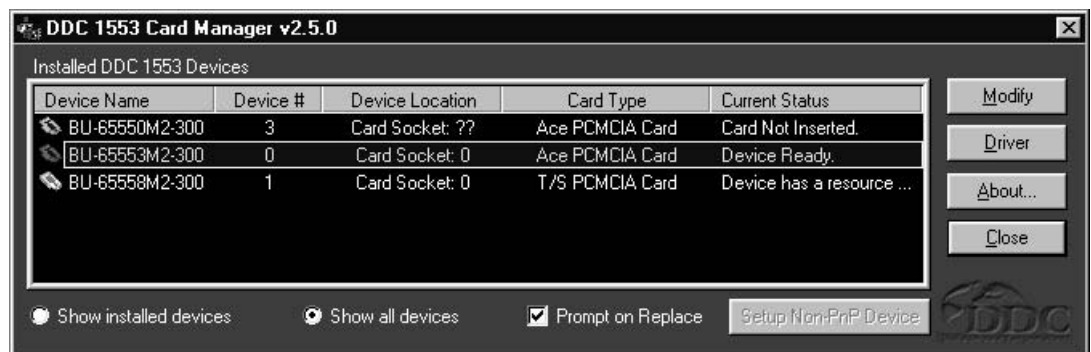 DDC 1553 Card Manager v2.5.0
Installed DDC 1553 Devices
Device Name Device # Device Location Card Type Current Status
BU-65550M2-300 3 Card Socket: ?? Ace PCMCIA Card Card Not Inserted.
BU-65553M2-300 0 Card Socket: 0 Ace PCMCIA Card Device Ready.
BU-65558M2-300 1 Card Socket: 0 T/S PCMCIA Card Device has a resource ...
Modify
Driver
About...
Close
Show installed devices Show all devices Prompt on Replace Setup Non-PnP Device
DDC